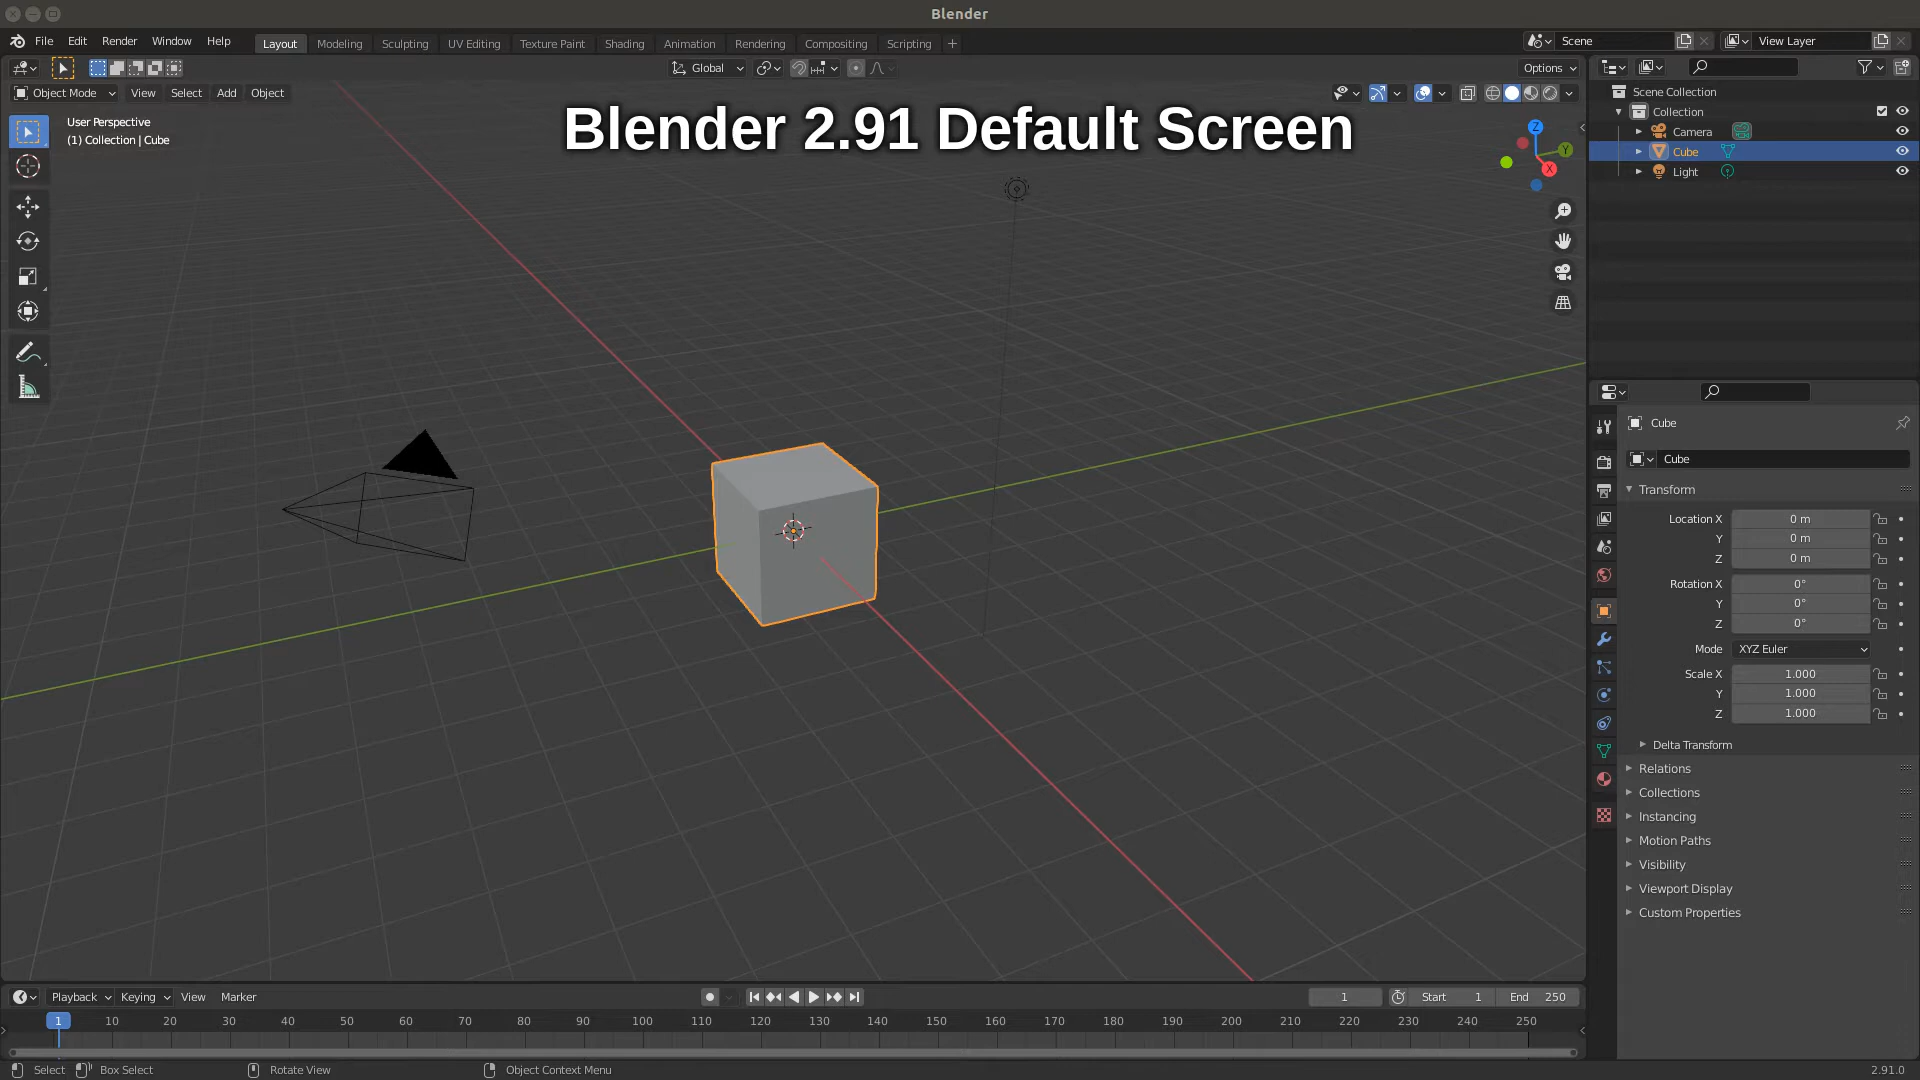 Blender
File Edit Render Window Help Layout Modeling Sculpting UV Editing Texture Paint Shading Animation Rendering Compositing Scripting + Scene View Layer
Global Options
Object Mode View Select Add Object
Blender 2.91 Default Screen
User Perspective
(1) Collection | Cube
Z
Y
X
Scene Collection
Collection
Camera
Cube
Light
Cube
Cube
Transform
Location X 0 m
Y 0 m
Z 0 m
Rotation X 0°
Y 0°
Z 0°
Mode XYZ Euler
Scale X 1.000
Y 1.000
Z 1.000
Delta Transform
Relations
Collections
Instancing
Motion Paths
Visibility
Viewport Display
Custom Properties
Playback Keying View Marker 1 Start 1 End 250
1 10 20 30 40 50 60 70 80 90 100 110 120 130 140 150 160 170 180 190 200 210 220 230 240 250
Select Box Select Rotate View Object Context Menu 2.91.0